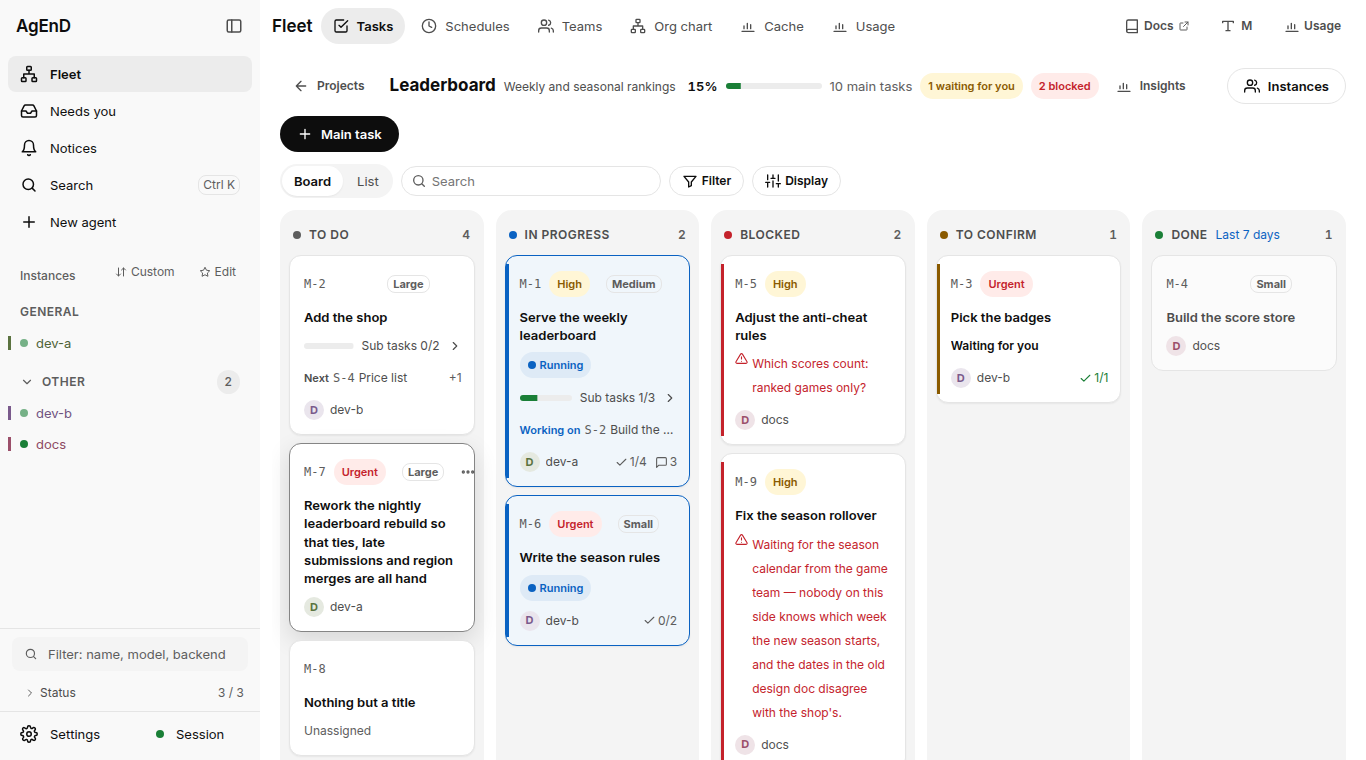 AgEnD
Fleet
Needs you
Notices
Search Ctrl K
New agent
Instances Custom Edit
GENERAL
dev-a
OTHER 2
dev-b
docs
Filter: name, model, backend
Status 3 / 3
Settings Session
Fleet Tasks Schedules Teams Org chart Cache Usage Docs M Usage
Projects Leaderboard Weekly and seasonal rankings 15% 10 main tasks 1 waiting for you 2 blocked Insights Instances
Main task
Board List Search Filter Display
TO DO 4
M-2 Large
Add the shop
Sub tasks 0/2
Next S-4 Price list +1
D dev-b
M-7 Urgent Large
Rework the nightly
leaderboard rebuild so
that ties, late
submissions and region
merges are all hand
D dev-a
M-8
Nothing but a title
Unassigned
IN PROGRESS 2
M-1 High Medium
Serve the weekly
leaderboard
Running
Sub tasks 1/3
Working on S-2 Build the ...
D dev-a 1/4 3
M-6 Urgent Small
Write the season rules
Running
D dev-b 0/2
BLOCKED 2
M-5 High
Adjust the anti-cheat
rules
Which scores count:
ranked games only?
D docs
M-9 High
Fix the season rollover
Waiting for the season
calendar from the game
team — nobody on this
side knows which week
the new season starts,
and the dates in the old
design doc disagree
with the shop's.
D docs
TO CONFIRM 1
M-3 Urgent
Pick the badges
Waiting for you
D dev-b 1/1
DONE Last 7 days 1
M-4 Small
Build the score store
D docs